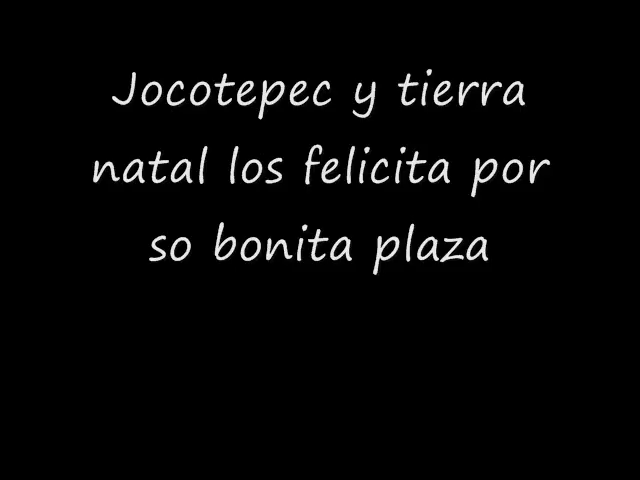 Jocotepec y tierra
natal los felicita por
so bonita plaza